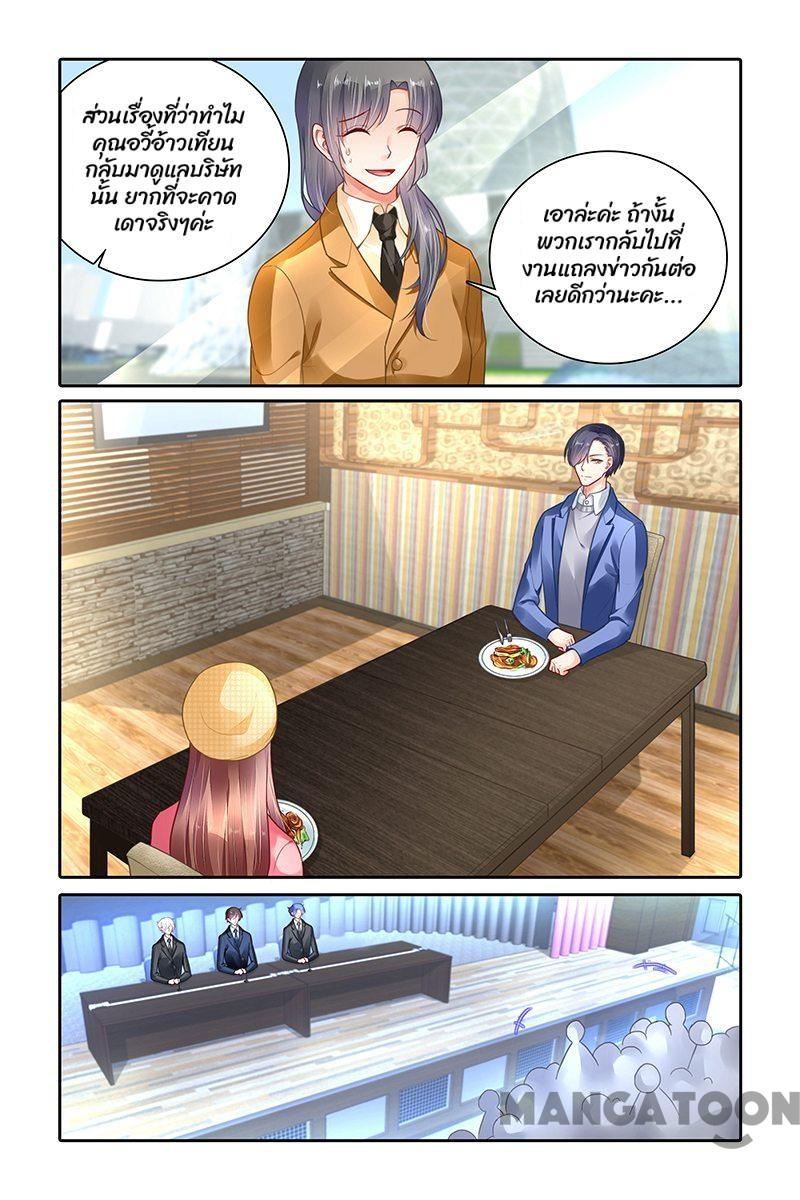 ส่วนเรื่องที่ว่าทำไม
คุณอวี้อ้าวเทียน
กลับมาดูแลบริษัท
นั้น ยากที่จะคาด
เดาจริงๆค่ะ
เอาล่ะค่ะ ถ้างั้น
พวกเรากลับไปที่
งานแถลงข่าวกันต่อ
เลยดีกว่านะคะ...
MANGATOON